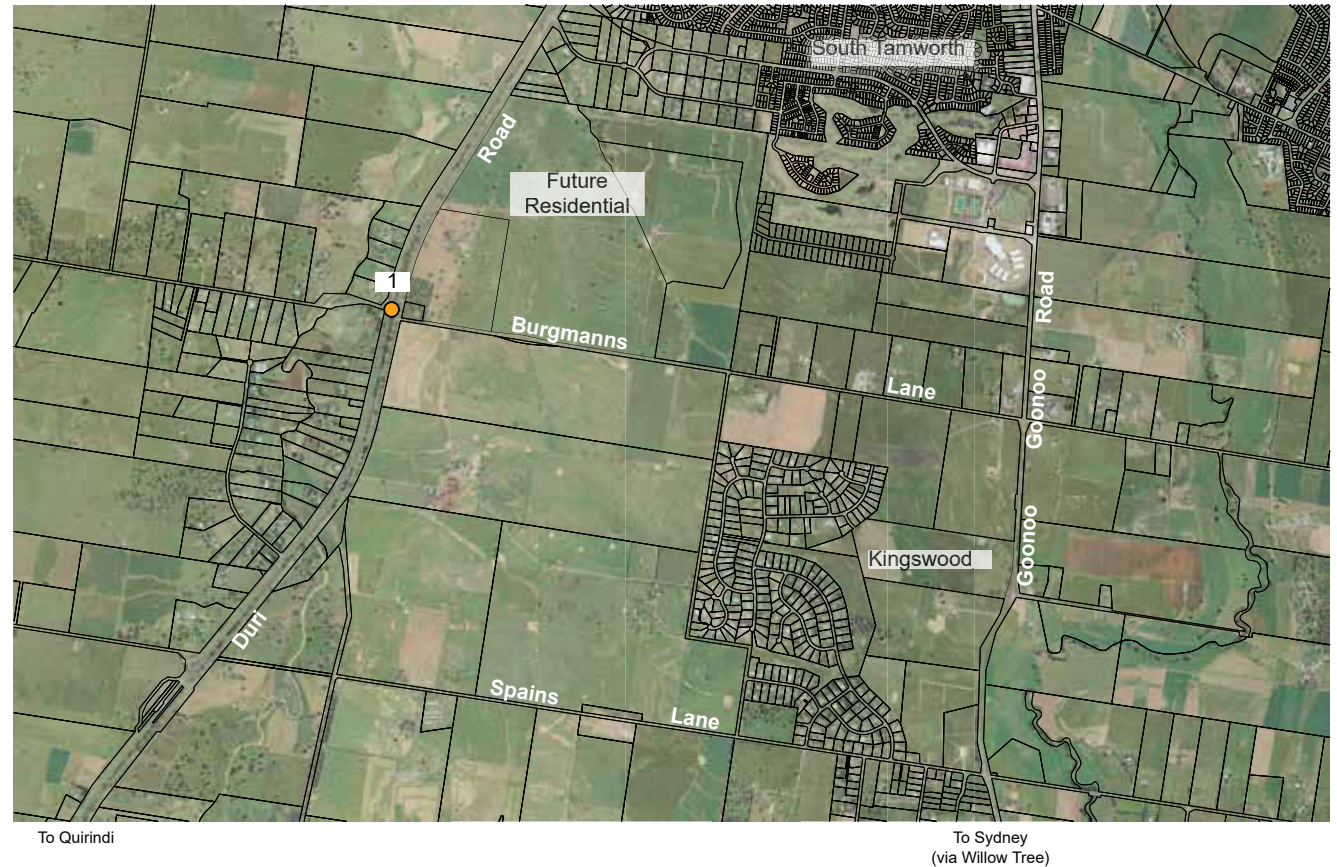 South Tamworth
Road
Future
Residential
1
Road
Burgmanns
Lane
Goonoo
Kingswood
Goonoo
Duri
Spains
Lane
To Quirindi
To Sydney
(via Willow Tree)